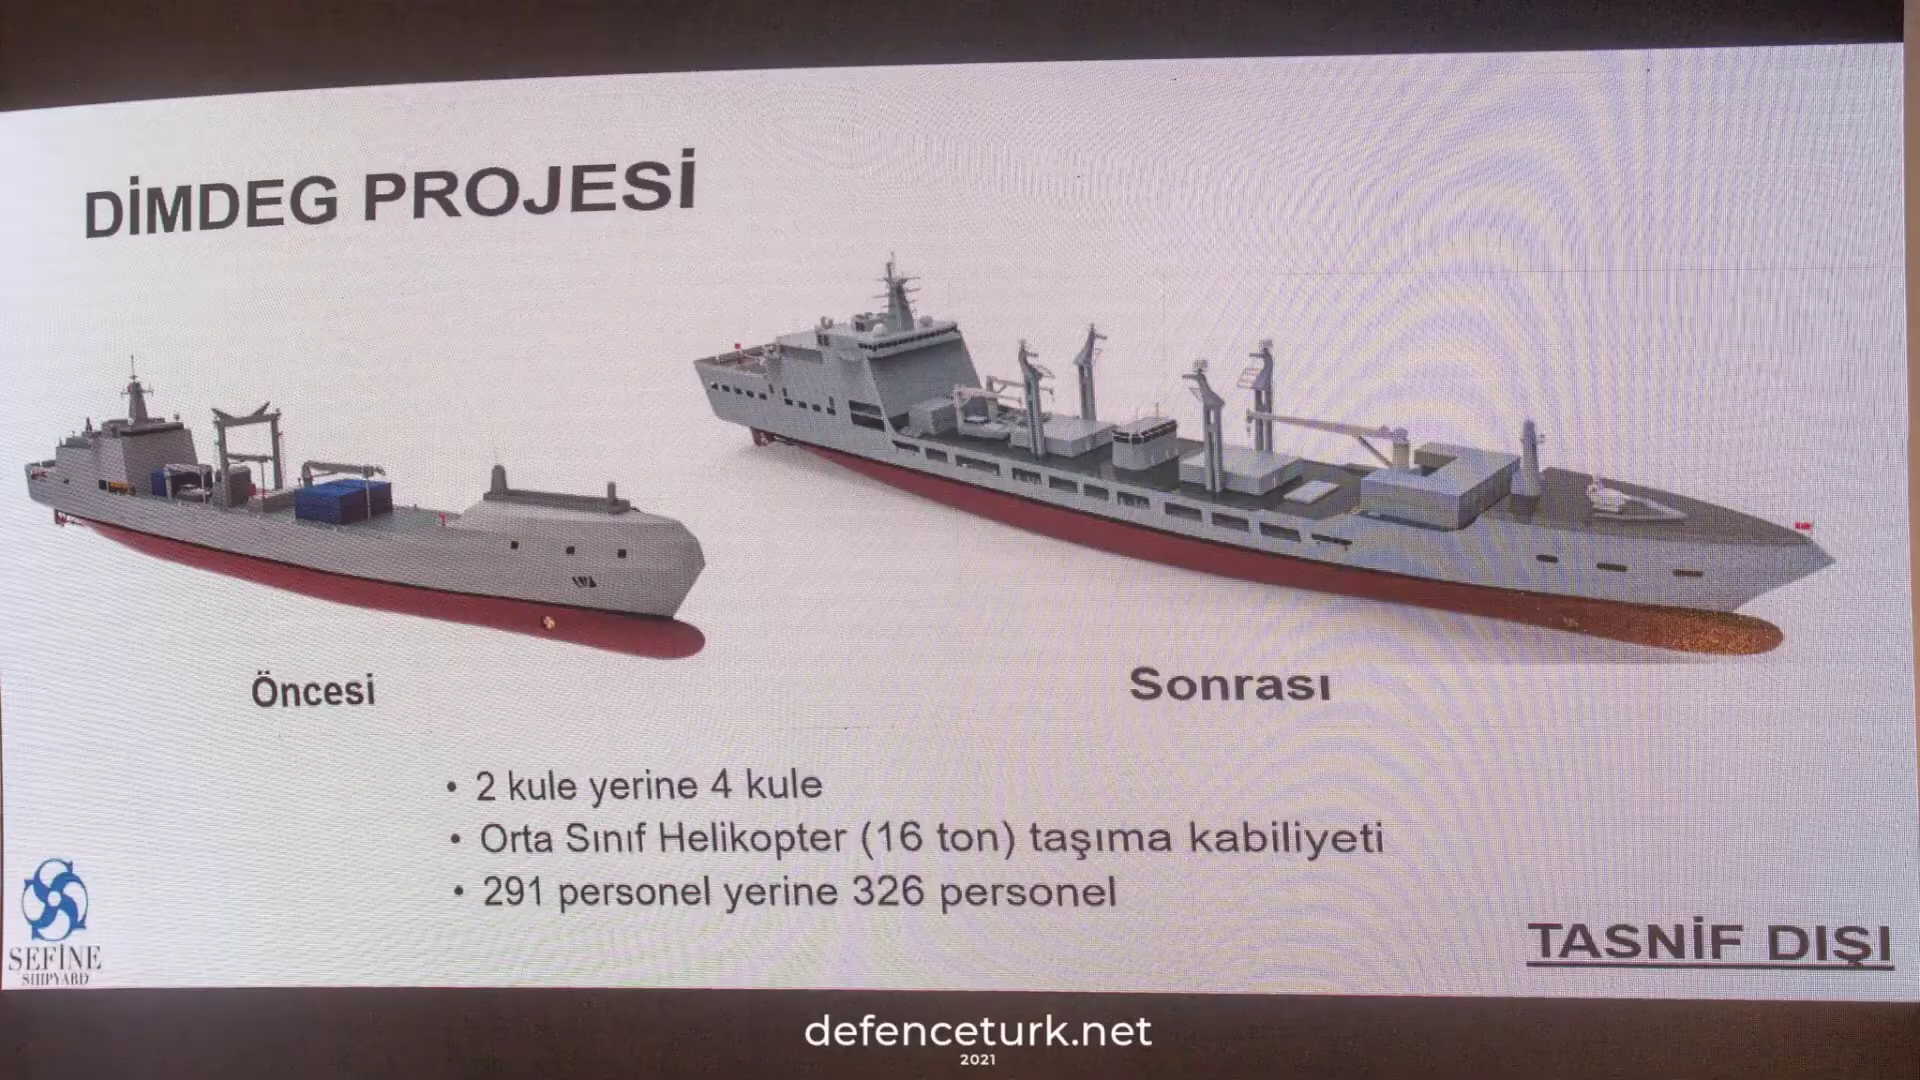 DİMDEG PROJESİ
Öncesi
Sonrası
• 2 kule yerine 4 kule
• Orta Sınıf Helikopter (16 ton) taşıma kabiliyeti
• 291 personel yerine 326 personel
SEFİNE
SHIPYARD
TASNİF DIŞI
defenceturk.net
2021